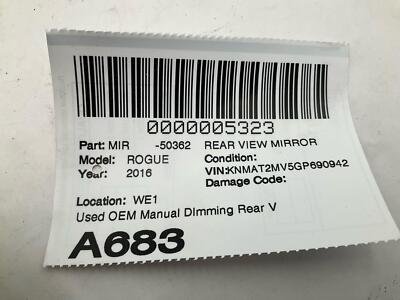 0000005323
Part: MIR -50362 REAR VIEW MIRROR
Model: ROGUE Condition:
Year: 2016 VIN:KNMAT2MV5GP690942
Damage Code:
Location: WE1
Used OEM Manual DImming Rear V
A683